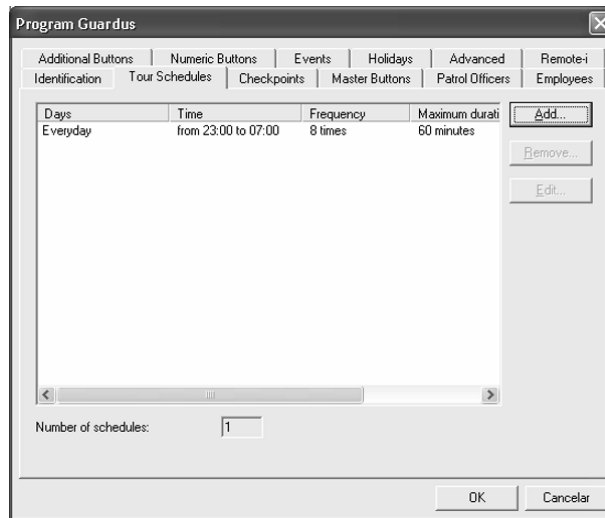 Program Guardus
Additional Buttons Numeric Buttons Events Holidays Advanced Remote-i
Identification Tour Schedules Checkpoints Master Buttons Patrol Officers Employees
Days Time Frequency Maximum durati Add...
Everyday from 23:00 to 07:00 8 times 60 minutes
Remove...
Edit...
Number of schedules: 1
OK Cancelar